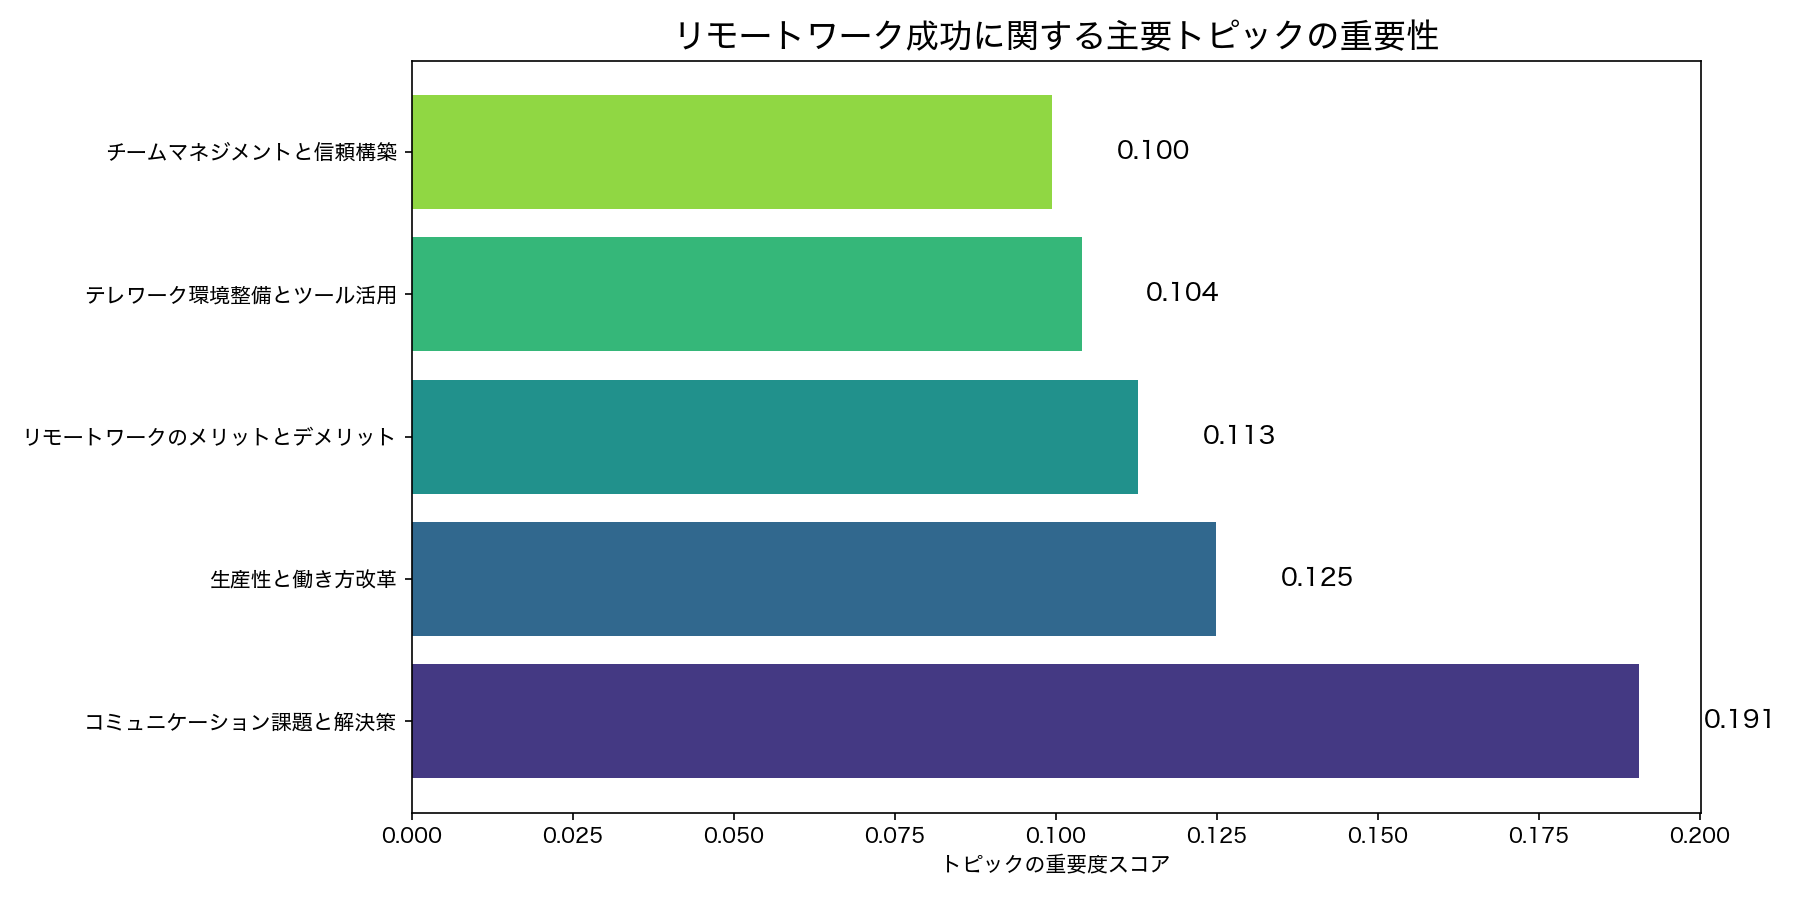 リモートワーク成功に関する主要トピックの重要性
チームマネジメントと信頼構築
0.100
テレワーク環境整備とツール活用
0.104
リモートワークのメリットとデメリット
0.113
生産性と働き方改革
0.125
コミュニケーション課題と解決策
0.191
0.000 0.025 0.050 0.075 0.100 0.125 0.150 0.175 0.200
トピックの重要度スコア